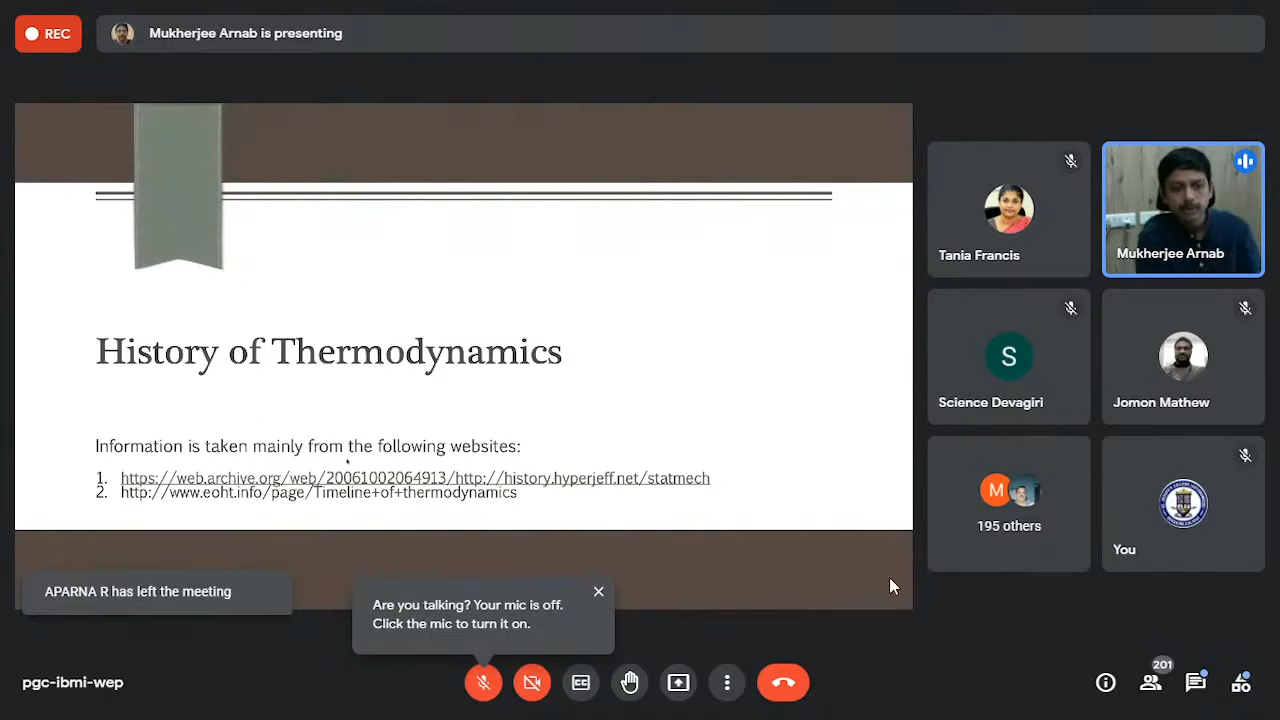 REC
Mukherjee Arnab is presenting
History of Thermodynamics
Information is taken mainly from the following websites:
1. https://web.archive.org/web/20061002064913/http://history.hyperjeff.net/statmech
2. http://www.eoht.info/page/Timeline+of+thermodynamics
Tania Francis
Mukherjee Arnab
Science Devagiri
S
Jomon Mathew
M
195 others
You
APARNA R has left the meeting
Are you talking? Your mic is off.
Click the mic to turn it on.
pgc-ibmi-wep
CC
201